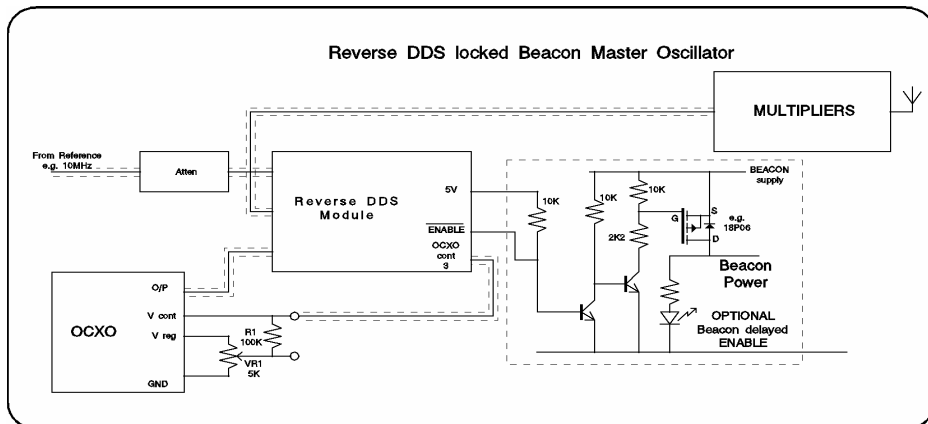 Reverse DDS locked Beacon Master Oscillator
MULTIPLIERS
From Reference
e.g. 10MHz
Atten
Reverse DDS
Module
5V
ENABLE
OCXO
cont
3
10K
10K
10K
2K2
BEACON
supply
G
S
D
e.g.
18P06
Beacon
Power
OPTIONAL
Beacon delayed
ENABLE
OCXO
O/P
V cont
V reg
GND
R1
100K
VR1
5K